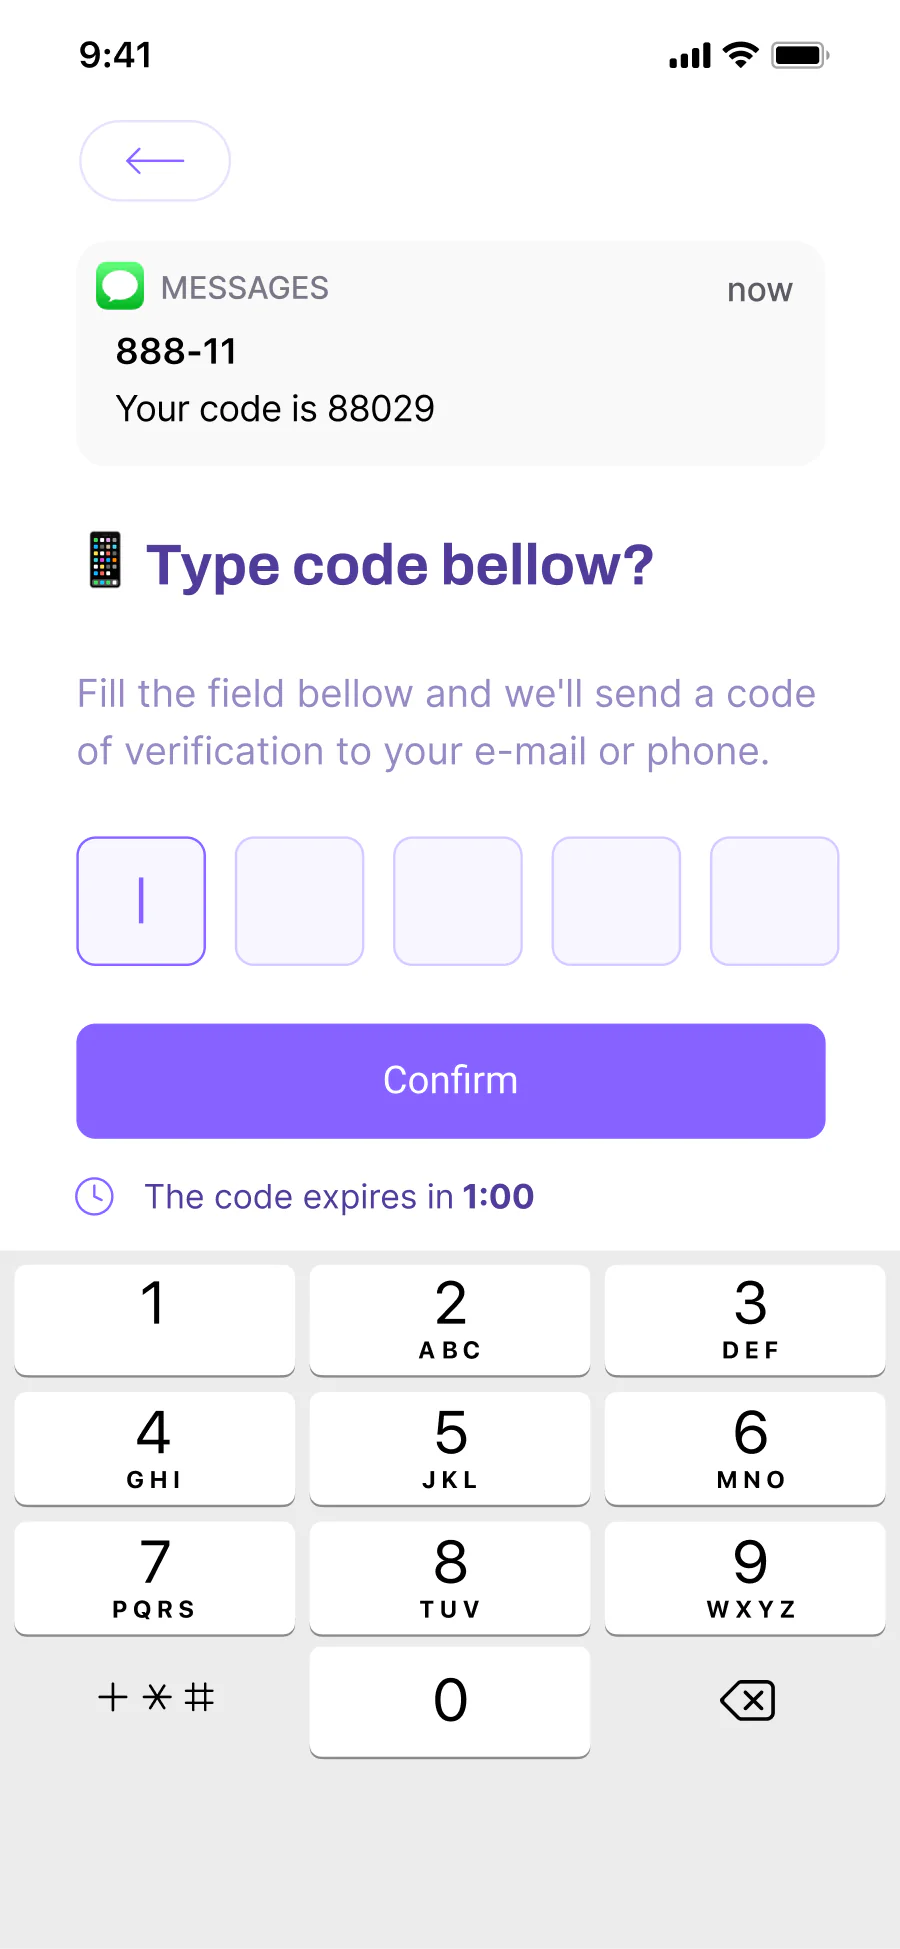 9:41
MESSAGES
now
888-11
Your code is 88029
Type code bellow?
Fill the field bellow and we'll send a code
of verification to your e-mail or phone.
Confirm
The code expires in 1:00
1
2
ABC
3
DEF
4
GHI
5
JKL
6
MNO
7
PQRS
8
TUV
9
WXYZ
+*#
0